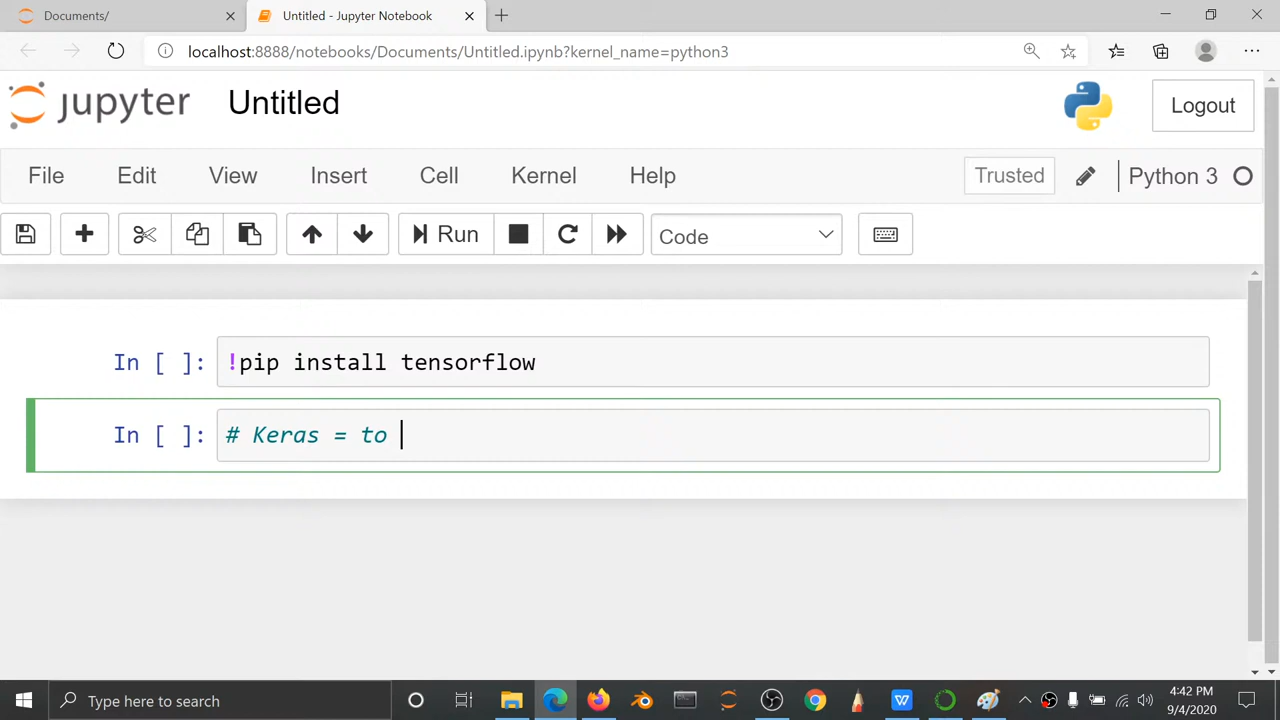 Documents/
Untitled - Jupyter Notebook
localhost:8888/notebooks/Documents/Untitled.ipynb?kernel_name=python3
jupyter Untitled
Logout
File Edit View Insert Cell Kernel Help
Trusted
Python 3
Run
Code
In [ ]: !pip install tensorflow
In [ ]: # Keras = to
Type here to search
4:42 PM
9/4/2020